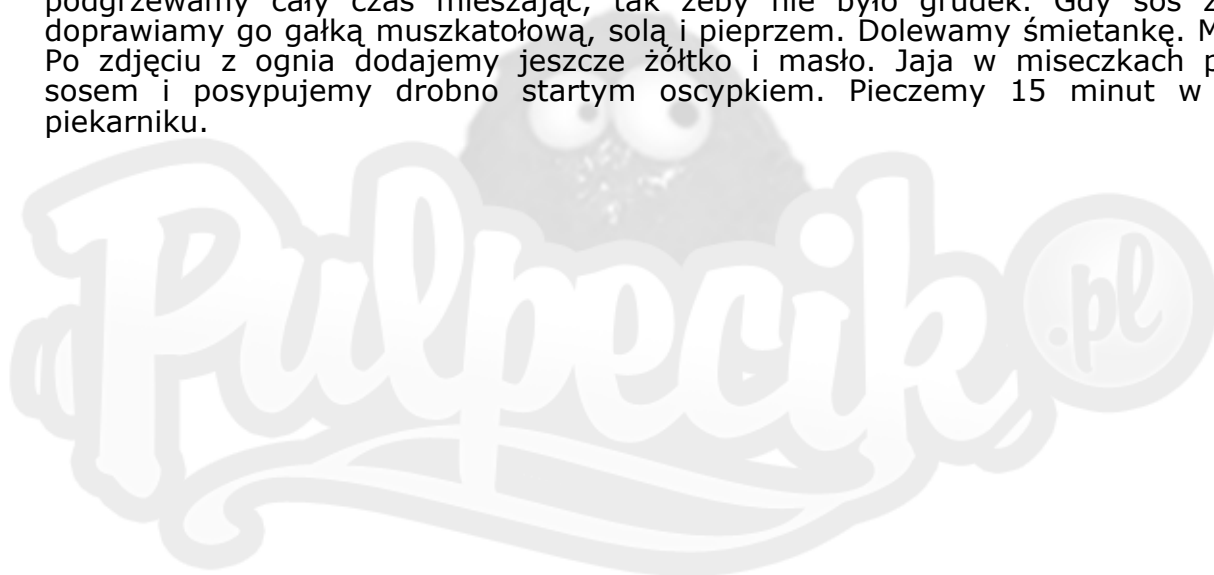 podgrzewamy cały czas mieszając, tak żeby nie było grudek. Gdy sos
doprawiamy go gałką muszkatołową, solą i pieprzem. Dolewamy śmietankę.
Po zdjęciu z ognia dodajemy jeszcze żółtko i masło. Jaja w miseczkach
sosem i posypujemy drobno startym oscypkiem. Pieczemy 15 minut w
piekarniku.
Pulpecik.pl